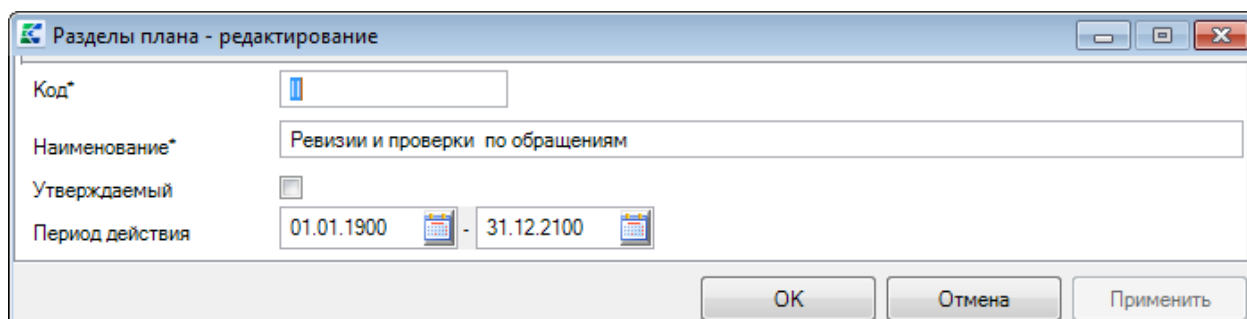 Разделы плана - редактирование
Код* II
Наименование* Ревизии и проверки по обращениям
Утверждаемый
Период действия 01.01.1900 - 31.12.2100
OK Отмена Применить